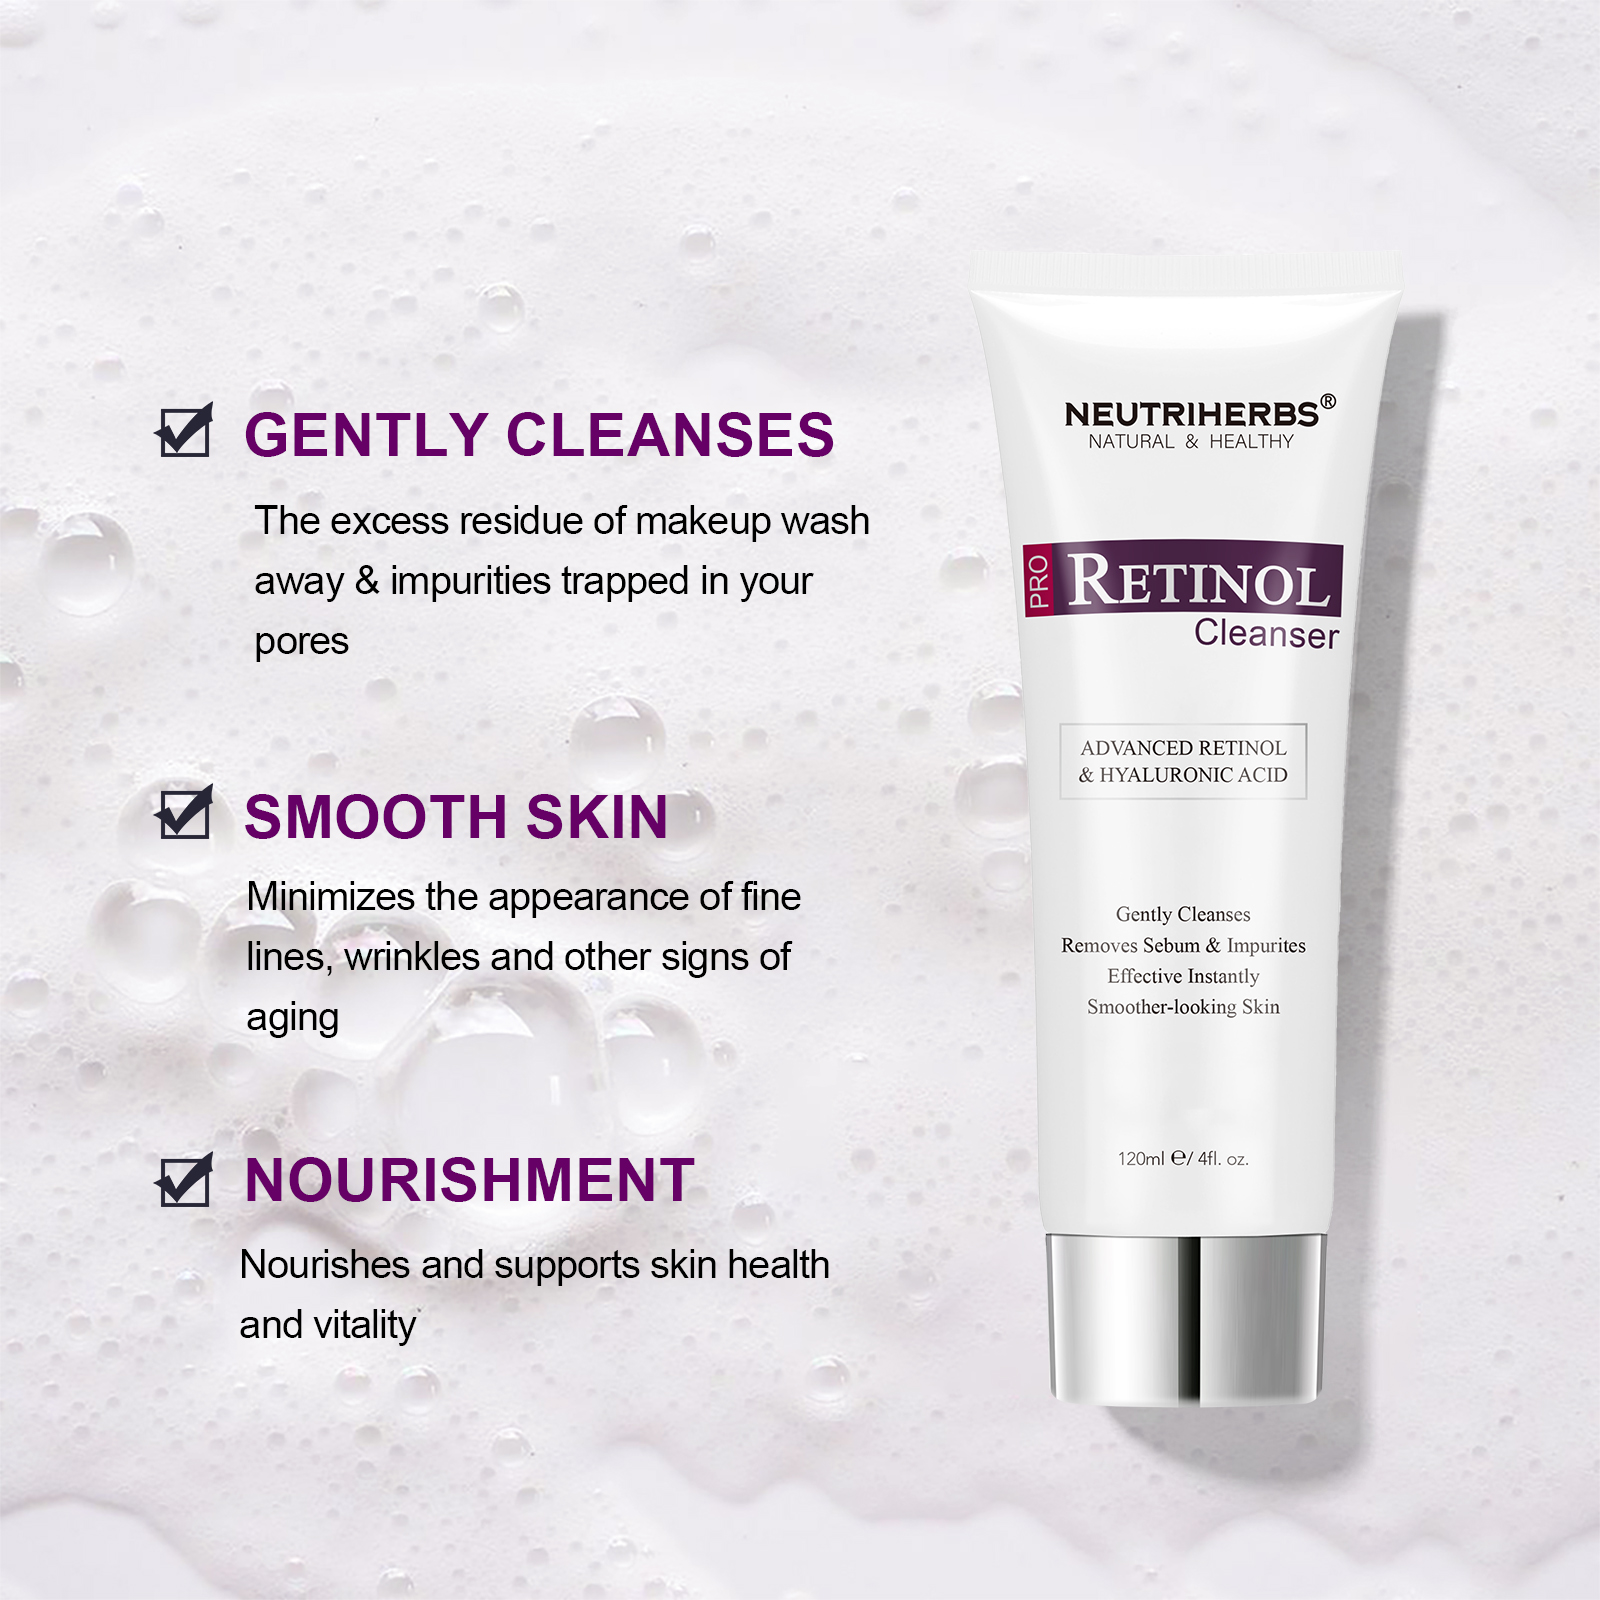 GENTLY CLEANSES
The excess residue of makeup wash
away & impurities trapped in your
pores
SMOOTH SKIN
Minimizes the appearance of fine
lines, wrinkles and other signs of
aging
NOURISHMENT
Nourishes and supports skin health
and vitality
NEUTRIHERBS®
NATURAL & HEALTHY
PRO RETINOL
Cleanser
ADVANCED RETINOL
& HYALURONIC ACID
Gently Cleanses
Removes Sebum & Impurites
Effective Instantly
Smoother-looking Skin
120ml ℮/ 4fl. oz.